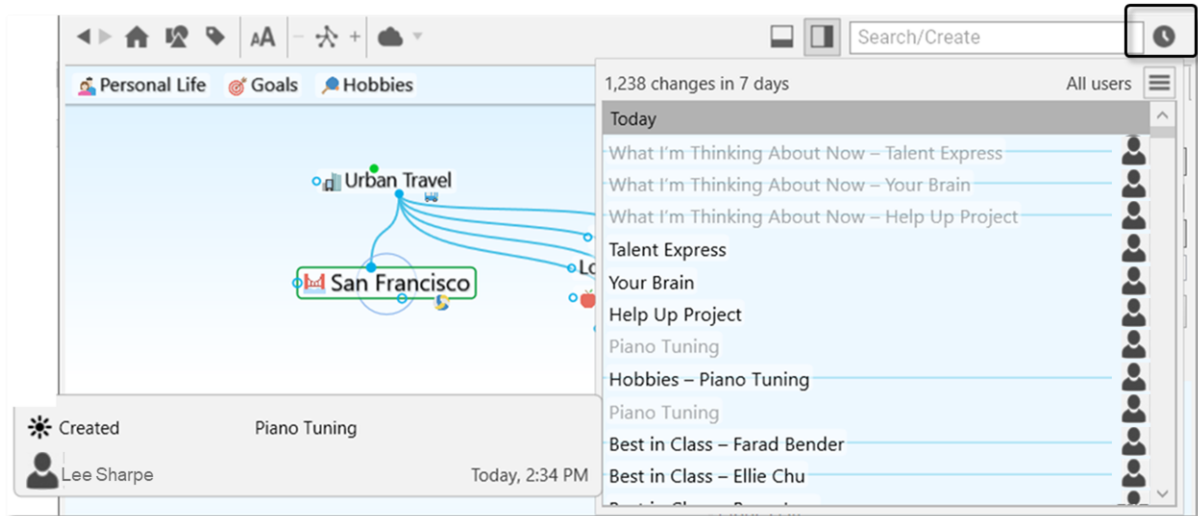 AA
Search/Create
Personal Life
Goals
Hobbies
1,238 changes in 7 days
All users
Today
What I'm Thinking About Now – Talent Express
What I'm Thinking About Now – Your Brain
What I'm Thinking About Now – Help Up Project
Talent Express
Your Brain
Help Up Project
Piano Tuning
Hobbies – Piano Tuning
Piano Tuning
Best in Class – Farad Bender
Best in Class – Ellie Chu
Urban Travel
San Francisco
Lo
Created
Piano Tuning
Lee Sharpe
Today, 2:34 PM